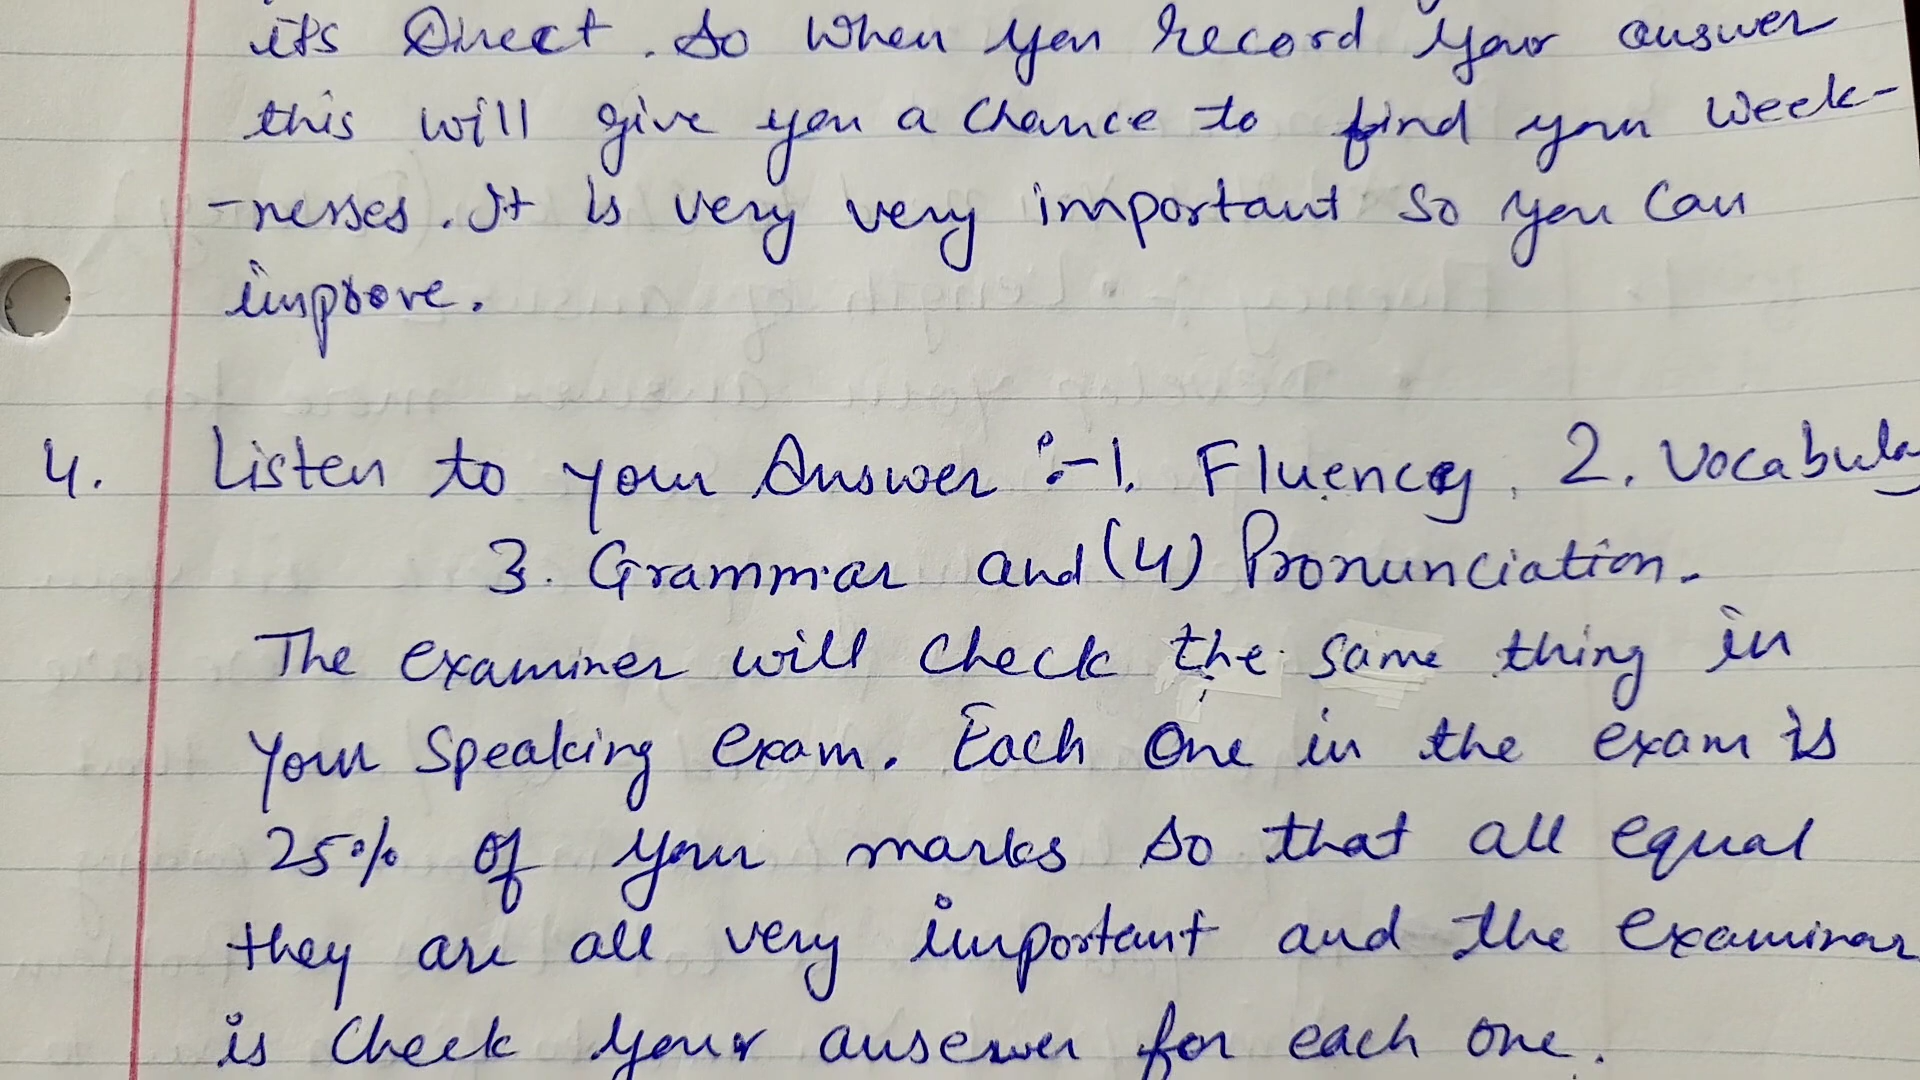 its Direct. So when you record your answer
this will give you a chance to find your week-
-nesses. It is very very important so you can
improve.
4. Listen to your Answer :-1. Fluency, 2. Vocabulay
3. Grammar and (4) Pronunciation.
The examiner will check the same thing in
your speaking exam. Each one in the exam is
25% of your marks so that all equal
they are all very important and the examinar
is check your ansewer for each one.